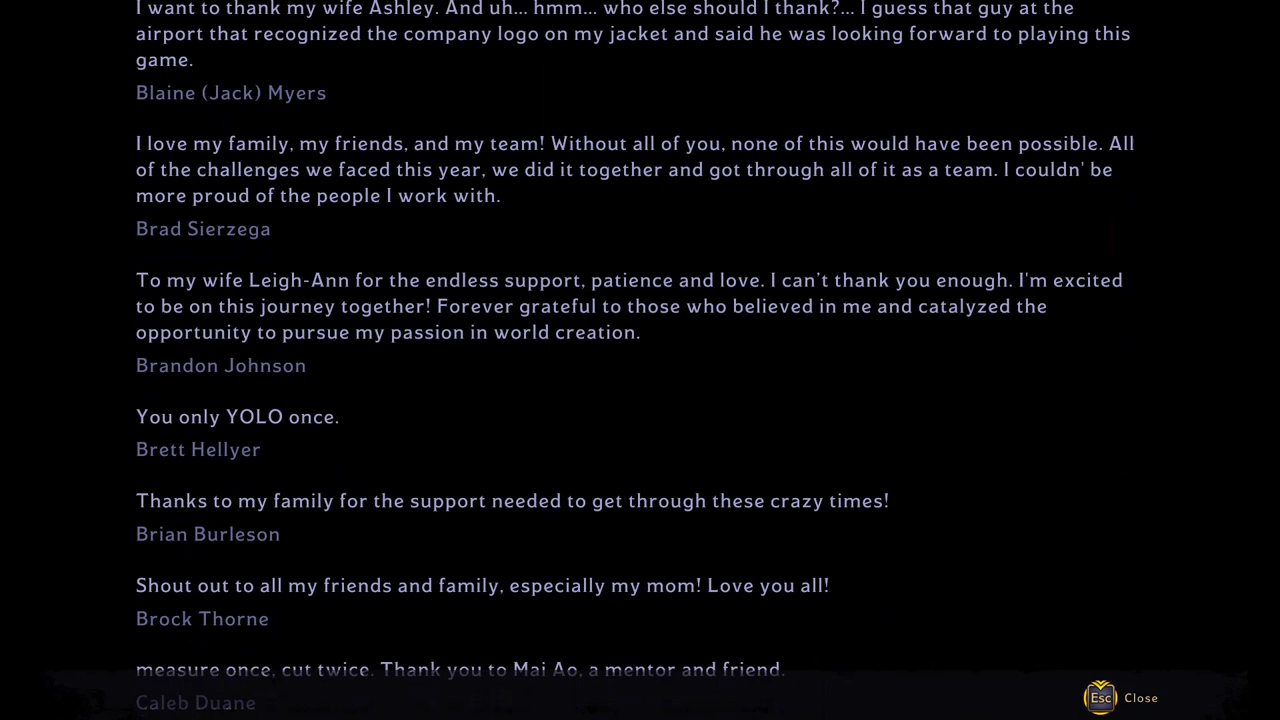 I want to thank my wife Ashley. And uh... hmm... who else should I thank?... I guess that guy at the
airport that recognized the company logo on my jacket and said he was looking forward to playing this
game.
Blaine (Jack) Myers
I love my family, my friends, and my team! Without all of you, none of this would have been possible. All
of the challenges we faced this year, we did it together and got through all of it as a team. I couldn' be
more proud of the people I work with.
Brad Sierzega
To my wife Leigh-Ann for the endless support, patience and love. I can’t thank you enough. I'm excited
to be on this journey together! Forever grateful to those who believed in me and catalyzed the
opportunity to pursue my passion in world creation.
Brandon Johnson
You only YOLO once.
Brett Hellyer
Thanks to my family for the support needed to get through these crazy times!
Brian Burleson
Shout out to all my friends and family, especially my mom! Love you all!
Brock Thorne
measure once, cut twice. Thank you to Mai Ao, a mentor and friend.
Caleb Duane
Esc Close